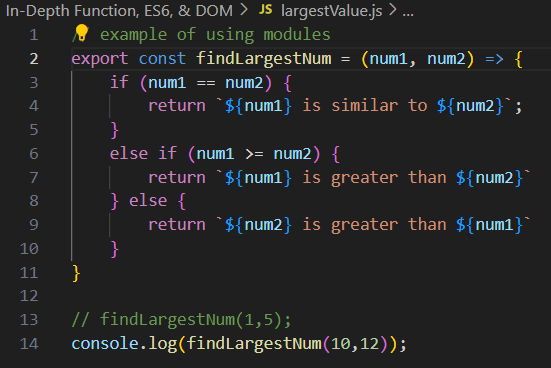 In-Depth Function, ES6, & DOM > JS largestValue.js > ...
1 / example of using modules
2 export const findLargestNum = (num1, num2) => {
3 if (num1 == num2) {
4 return `${num1} is similar to ${num2}`;
5 }
6 else if (num1 >= num2) {
7 return `${num1} is greater than ${num2}`
8 } else {
9 return `${num2} is greater than ${num1}`
10 }
11 }
12
13 // findLargestNum(1,5);
14 console.log(findLargestNum(10,12));